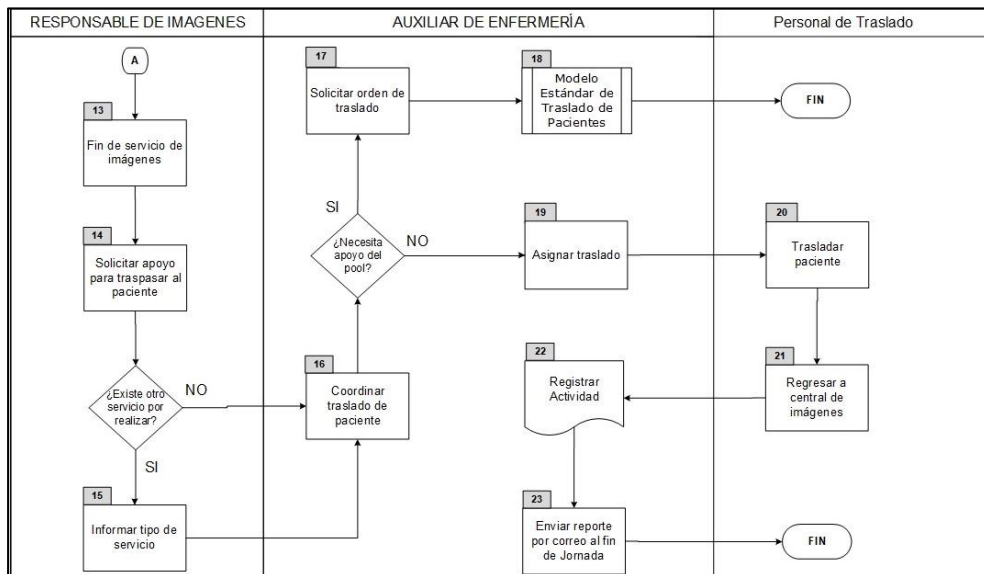 RESPONSABLE DE IMAGENES
AUXILIAR DE ENFERMERÌA
Personal de Traslado
A
13
Fin de servicio de
imágenes
14
Solicitar apoyo
para traspasar al
paciente
¿Existe otro
servicio por
realizar?
NO
SI
15
Informar tipo de
servicio
17
Solicitar orden de
traslado
18
Modelo
Estándar de
Traslado de
Pacientes
FIN
SI
¿Necesita
apoyo del
pool?
NO
19
Asignar traslado
20
Trasladar
paciente
16
Coordinar
traslado de
paciente
22
Registrar
Actividad
21
Regresar a
central de
imágenes
23
Enviar reporte
por correo al fin
de Jornada
FIN